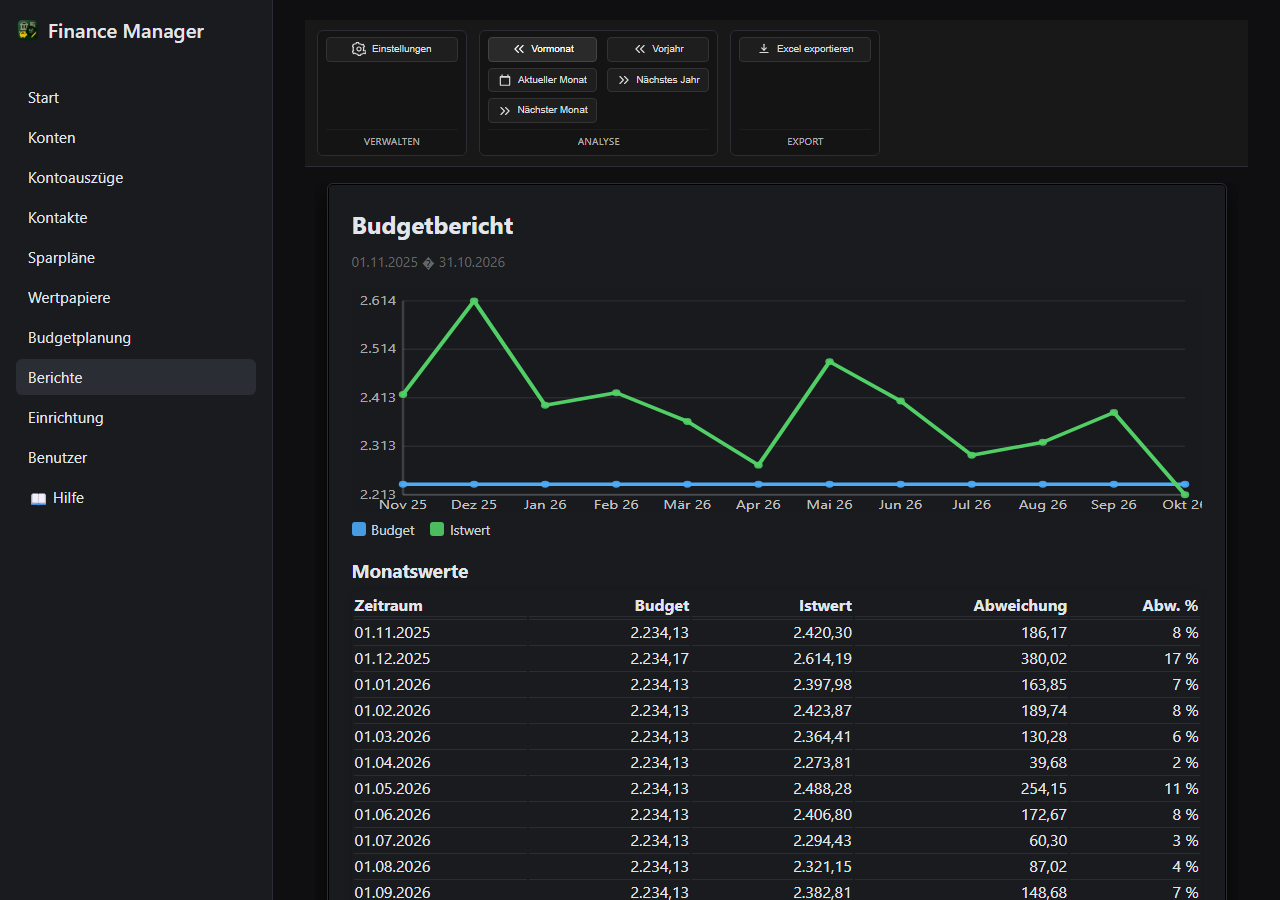 Finance Manager
Start
Konten
Kontoauszüge
Kontakte
Sparpläne
Wertpapiere
Budgetplanung
Berichte
Einrichtung
Benutzer
Hilfe
Einstellungen
VERWALTEN
Vormonat Vorjahr
Aktueller Monat Nächstes Jahr
Nächster Monat
ANALYSE
Excel exportieren
EXPORT
Budgetbericht
01.11.2025 � 31.10.2026
2.614
2.514
2.413
2.313
2.213
Nov 25 Dez 25 Jan 26 Feb 26 Mär 26 Apr 26 Mai 26 Jun 26 Jul 26 Aug 26 Sep 26 Okt 2
Budget Istwert
Monatswerte
Zeitraum Budget Istwert Abweichung Abw. %
01.11.2025 2.234,13 2.420,30 186,17 8 %
01.12.2025 2.234,17 2.614,19 380,02 17 %
01.01.2026 2.234,13 2.397,98 163,85 7 %
01.02.2026 2.234,13 2.423,87 189,74 8 %
01.03.2026 2.234,13 2.364,41 130,28 6 %
01.04.2026 2.234,13 2.273,81 39,68 2 %
01.05.2026 2.234,13 2.488,28 254,15 11 %
01.06.2026 2.234,13 2.406,80 172,67 8 %
01.07.2026 2.234,13 2.294,43 60,30 3 %
01.08.2026 2.234,13 2.321,15 87,02 4 %
01.09.2026 2.234,13 2.382,81 148,68 7 %